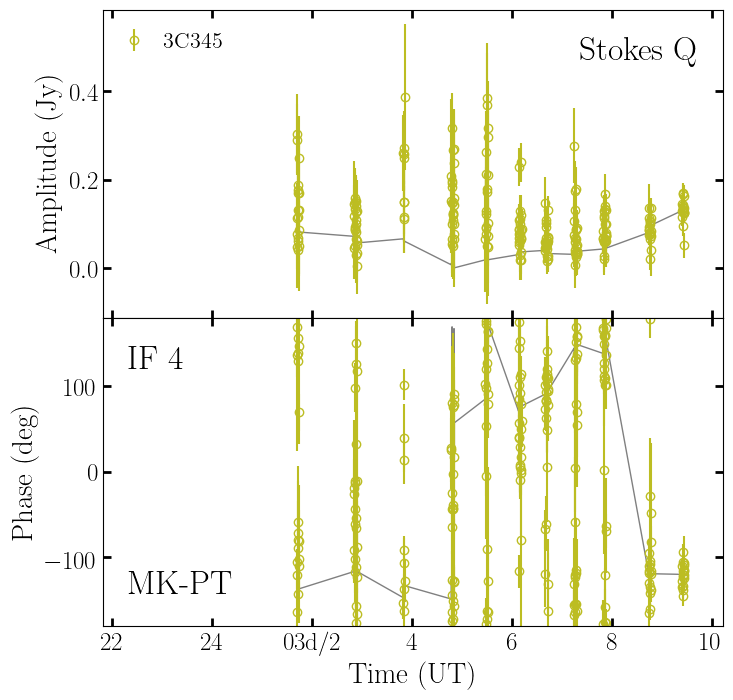 3C345
Stokes Q
Amplitude (Jy)
0.4
0.2
0.0
IF 4
MK-PT
Phase (deg)
100
0
−100
22 24 03d/2 4 6 8 10
Time (UT)